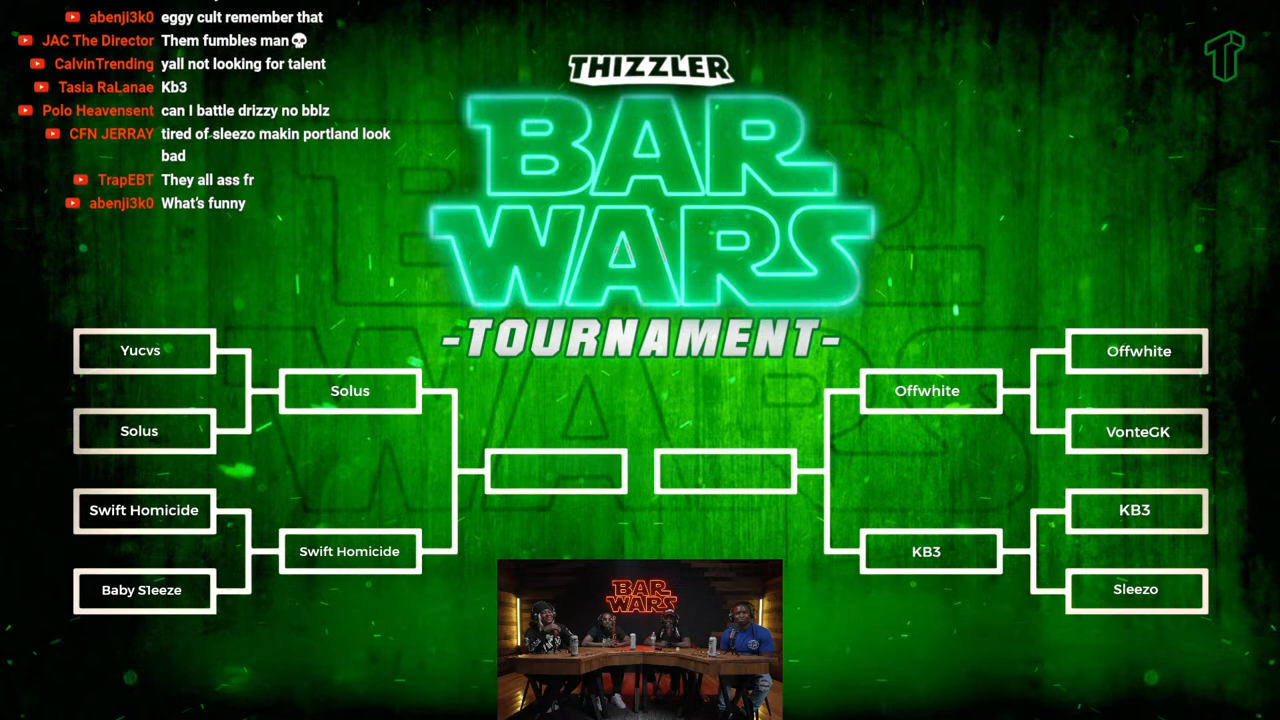 abenji3k0 eggy cult remember that
JAC The Director Them fumbles man💀
CalvinTrending yall not looking for talent
Tasia RaLanae Kb3
Polo Heavensent can I battle drizzy no bblz
CFN JERRAY tired of sleezo makin portland look
bad
TrapEBT They all ass fr
abenji3k0 What's funny
THIZZLER
BAR
WARS
-TOURNAMENT-
Yucvs
Solus
Solus
Swift Homicide
Swift Homicide
Baby S1eeze
Offwhite
Offwhite
VonteGK
KB3
KB3
Sleezo
BAR
WARS